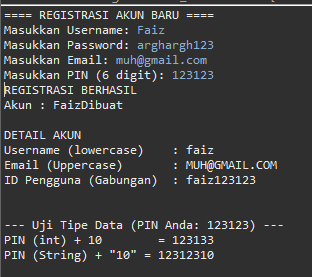 ==== REGISTRASI AKUN BARU ====
Masukkan Username: Faiz
Masukkan Password: arghargh123
Masukkan Email: muh@gmail.com
Masukkan PIN (6 digit): 123123
REGISTRASI BERHASIL
Akun : FaizDibuat

DETAIL AKUN
Username (lowercase)    : faiz
Email (Uppercase)       : MUH@GMAIL.COM
ID Pengguna (Gabungan)  : faiz123123

--- Uji Tipe Data (PIN Anda: 123123) ---
PIN (int) + 10        = 123133
PIN (String) + "10" = 12312310